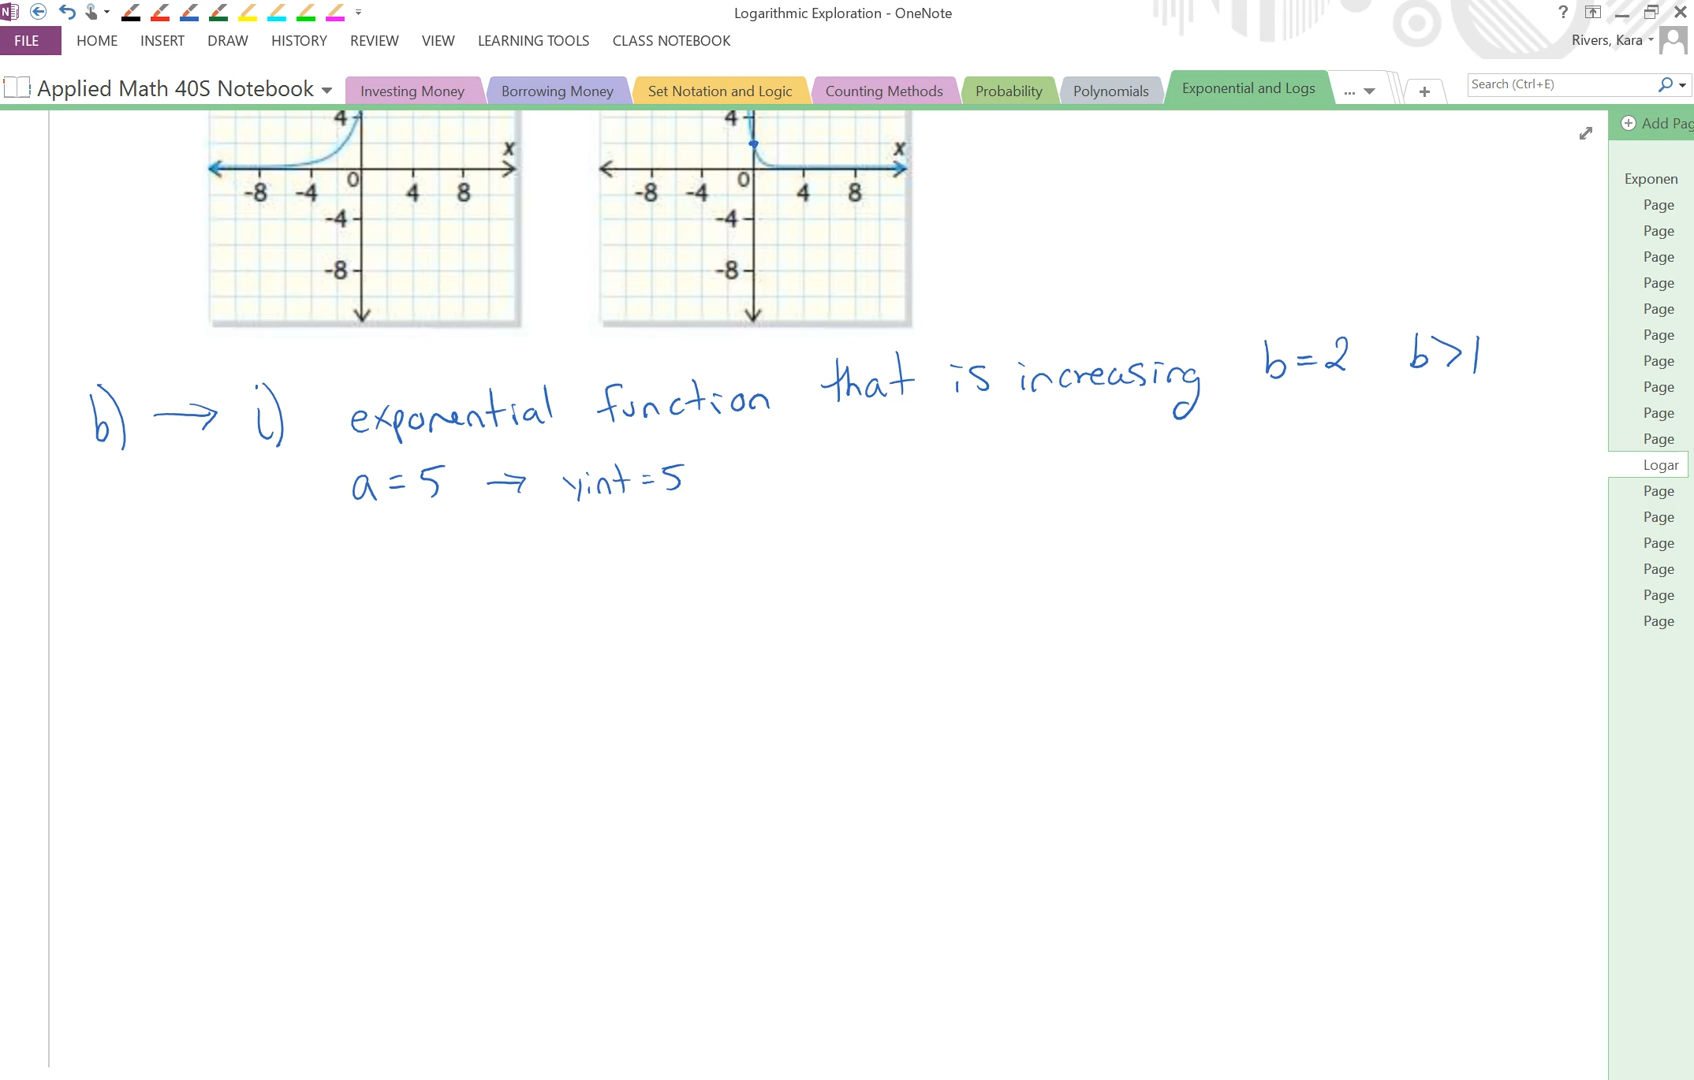 Logarithmic Exploration - OneNote
?
FILE HOME INSERT DRAW HISTORY REVIEW VIEW LEARNING TOOLS CLASS NOTEBOOK
Rivers, Kara
Applied Math 40S Notebook
Investing Money Borrowing Money Set Notation and Logic Counting Methods Probability Polynomials Exponential and Logs ... +
Search (Ctrl+E)
Add Pag
Exponen
Page
Page
Page
Page
Page
Page
Page
Page
Page
Page
Logar
Page
Page
Page
Page
Page
Page
4
x
-8 -4 0 4 8
-4
-8
4
x
-8 -4 0 4 8
-4
-8
b) → i) exponential function that is increasing b=2 b>1
a = 5 → yint = 5